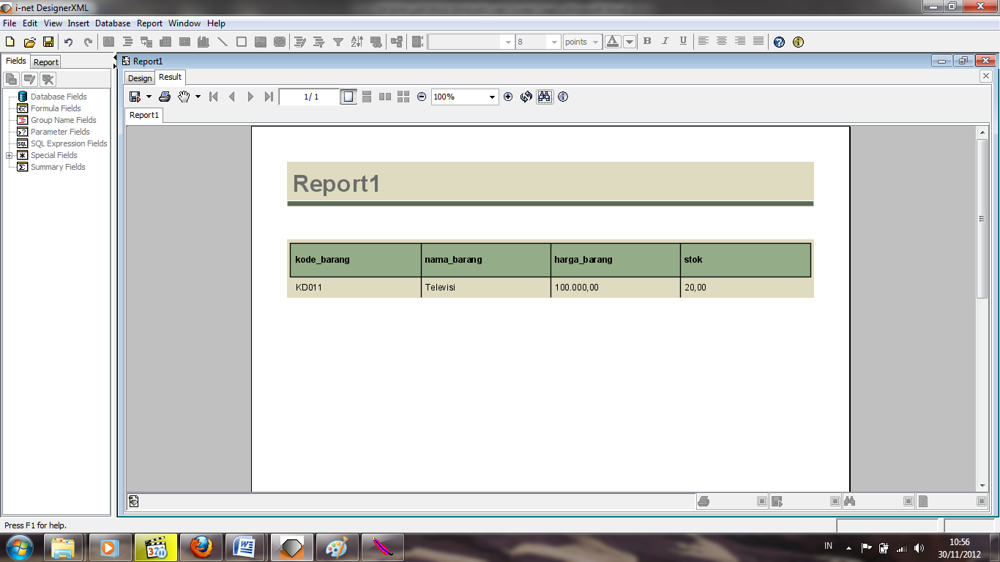 i-net DesignerXML
File Edit View Insert Database Report Window Help
8 points A B I U
Fields Report
Report1
Design Result
1/ 1 100%
Report1
Database Fields
Formula Fields
Group Name Fields
Parameter Fields
SQL Expression Fields
Special Fields
Summary Fields
Report1
kode_barang nama_barang harga_barang stok
KD011 Televisi 100.000,00 20,00
Press F1 for help.
IN 10:56
30/11/2012